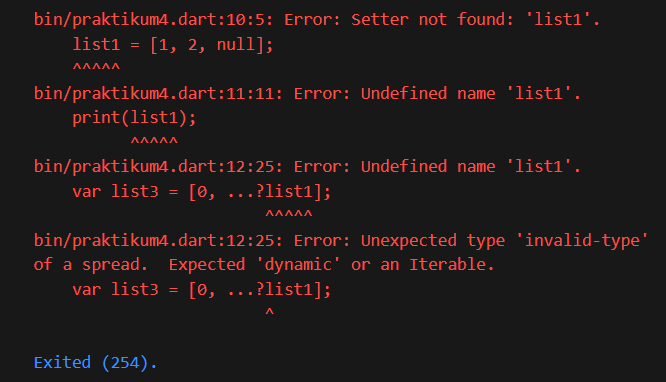 bin/praktikum4.dart:10:5: Error: Setter not found: 'list1'.
    list1 = [1, 2, null];
    ^^^^^
bin/praktikum4.dart:11:11: Error: Undefined name 'list1'.
    print(list1);
          ^^^^^
bin/praktikum4.dart:12:25: Error: Undefined name 'list1'.
    var list3 = [0, ...?list1];
                        ^^^^^
bin/praktikum4.dart:12:25: Error: Unexpected type 'invalid-type'
of a spread.  Expected 'dynamic' or an Iterable.
    var list3 = [0, ...?list1];
                        ^
Exited (254).